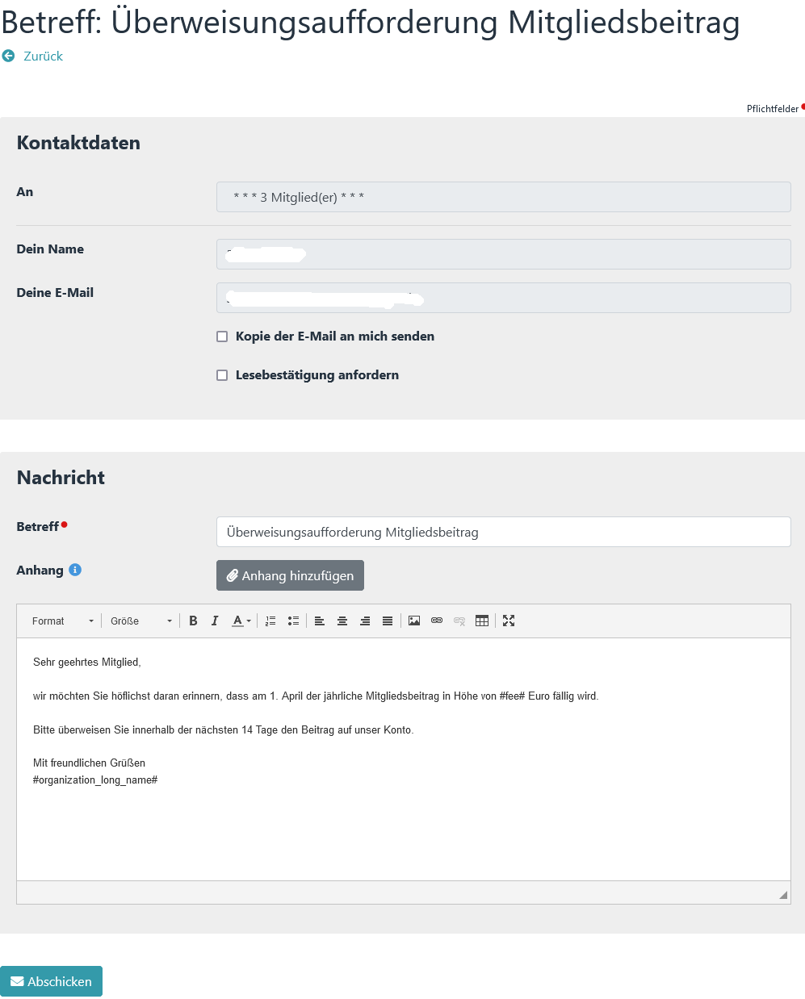 Betreff: Überweisungsaufforderung Mitgliedsbeitrag
Zurück
Pflichtfelder
Kontaktdaten
An
* * * 3 Mitglied(er) * * *
Dein Name
Deine E-Mail
Kopie der E-Mail an mich senden
Lesebestätigung anfordern
Nachricht
Betreff
Überweisungsaufforderung Mitgliedsbeitrag
Anhang
Anhang hinzufügen
Format Größe B I A
Sehr geehrtes Mitglied,
wir möchten Sie höflichst daran erinnern, dass am 1. April der jährliche Mitgliedsbeitrag in Höhe von #fee# Euro fällig wird.
Bitte überweisen Sie innerhalb der nächsten 14 Tage den Beitrag auf unser Konto.
Mit freundlichen Grüßen
#organization_long_name#
Abschicken